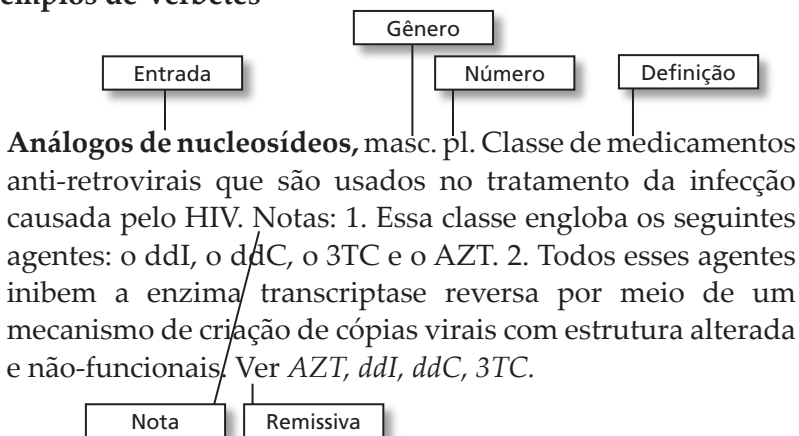 Gênero
Entrada Número Definição
Análogos de nucleosídeos, masc. pl. Classe de medicamentos
anti-retrovirais que são usados no tratamento da infecção
causada pelo HIV. Notas: 1. Essa classe engloba os seguintes
agentes: o ddI, o ddC, o 3TC e o AZT. 2. Todos esses agentes
inibem a enzima transcriptase reversa por meio de um
mecanismo de criação de cópias virais com estrutura alterada
e não-funcionais. Ver AZT, ddI, ddC, 3TC.
Nota Remissiva